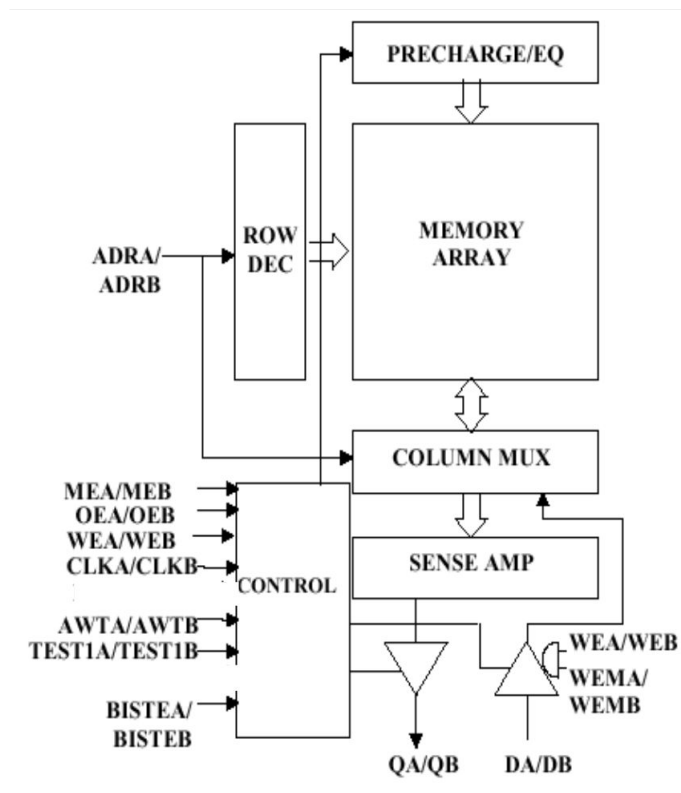 PRECHARGE/EQ
ROW
DEC
MEMORY
ARRAY
ADRA/
ADRB
COLUMN MUX
MEA/MEB
OEA/OEB
WEA/WEB
CLKA/CLKB
SENSE AMP
CONTROL
AWTA/AWTB
TEST1A/TEST1B
WEA/WEB
WEMA/
WEMB
BISTEA/
BISTEB
QA/QB
DA/DB